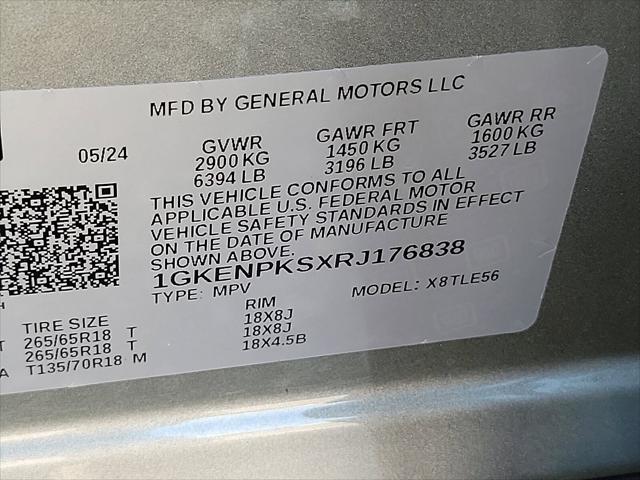 MFD BY GENERAL MOTORS LLC
05/24 GVWR GAWR FRT GAWR RR
2900 KG 1450 KG 1600 KG
6394 LB 3196 LB 3527 LB
THIS VEHICLE CONFORMS TO ALL
APPLICABLE U.S. FEDERAL MOTOR
VEHICLE SAFETY STANDARDS IN EFFECT
ON THE DATE OF MANUFACTURE
SHOWN ABOVE.
1GKENPKSXRJ176838
TYPE: MPV MODEL: X8TLE56
TIRE SIZE RIM
265/65R18 T 18X8J
265/65R18 T 18X8J
T135/70R18 M 18X4.5B